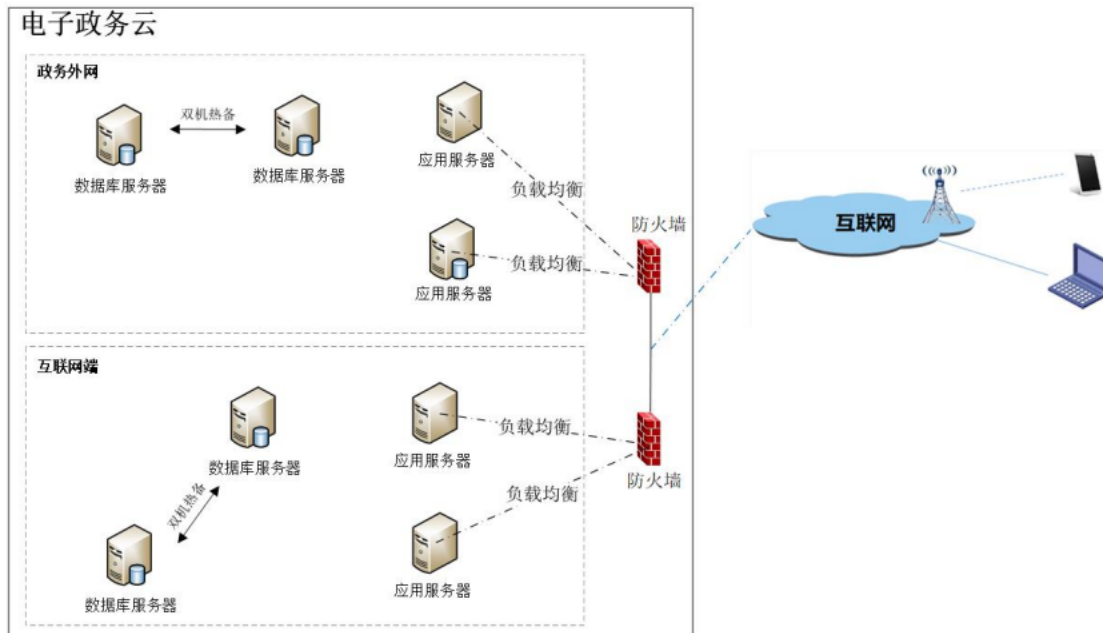 电子政务云
政务外网
双机热备
数据库服务器
数据库服务器
应用服务器
负载均衡
应用服务器
负载均衡
防火墙
互联网
互联网端
数据库服务器
双机热备
数据库服务器
应用服务器
负载均衡
应用服务器
负载均衡
防火墙